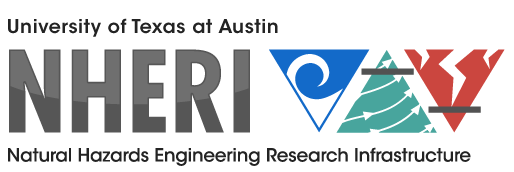 University of Texas at Austin
NHERI
Natural Hazards Engineering Research Infrastructure